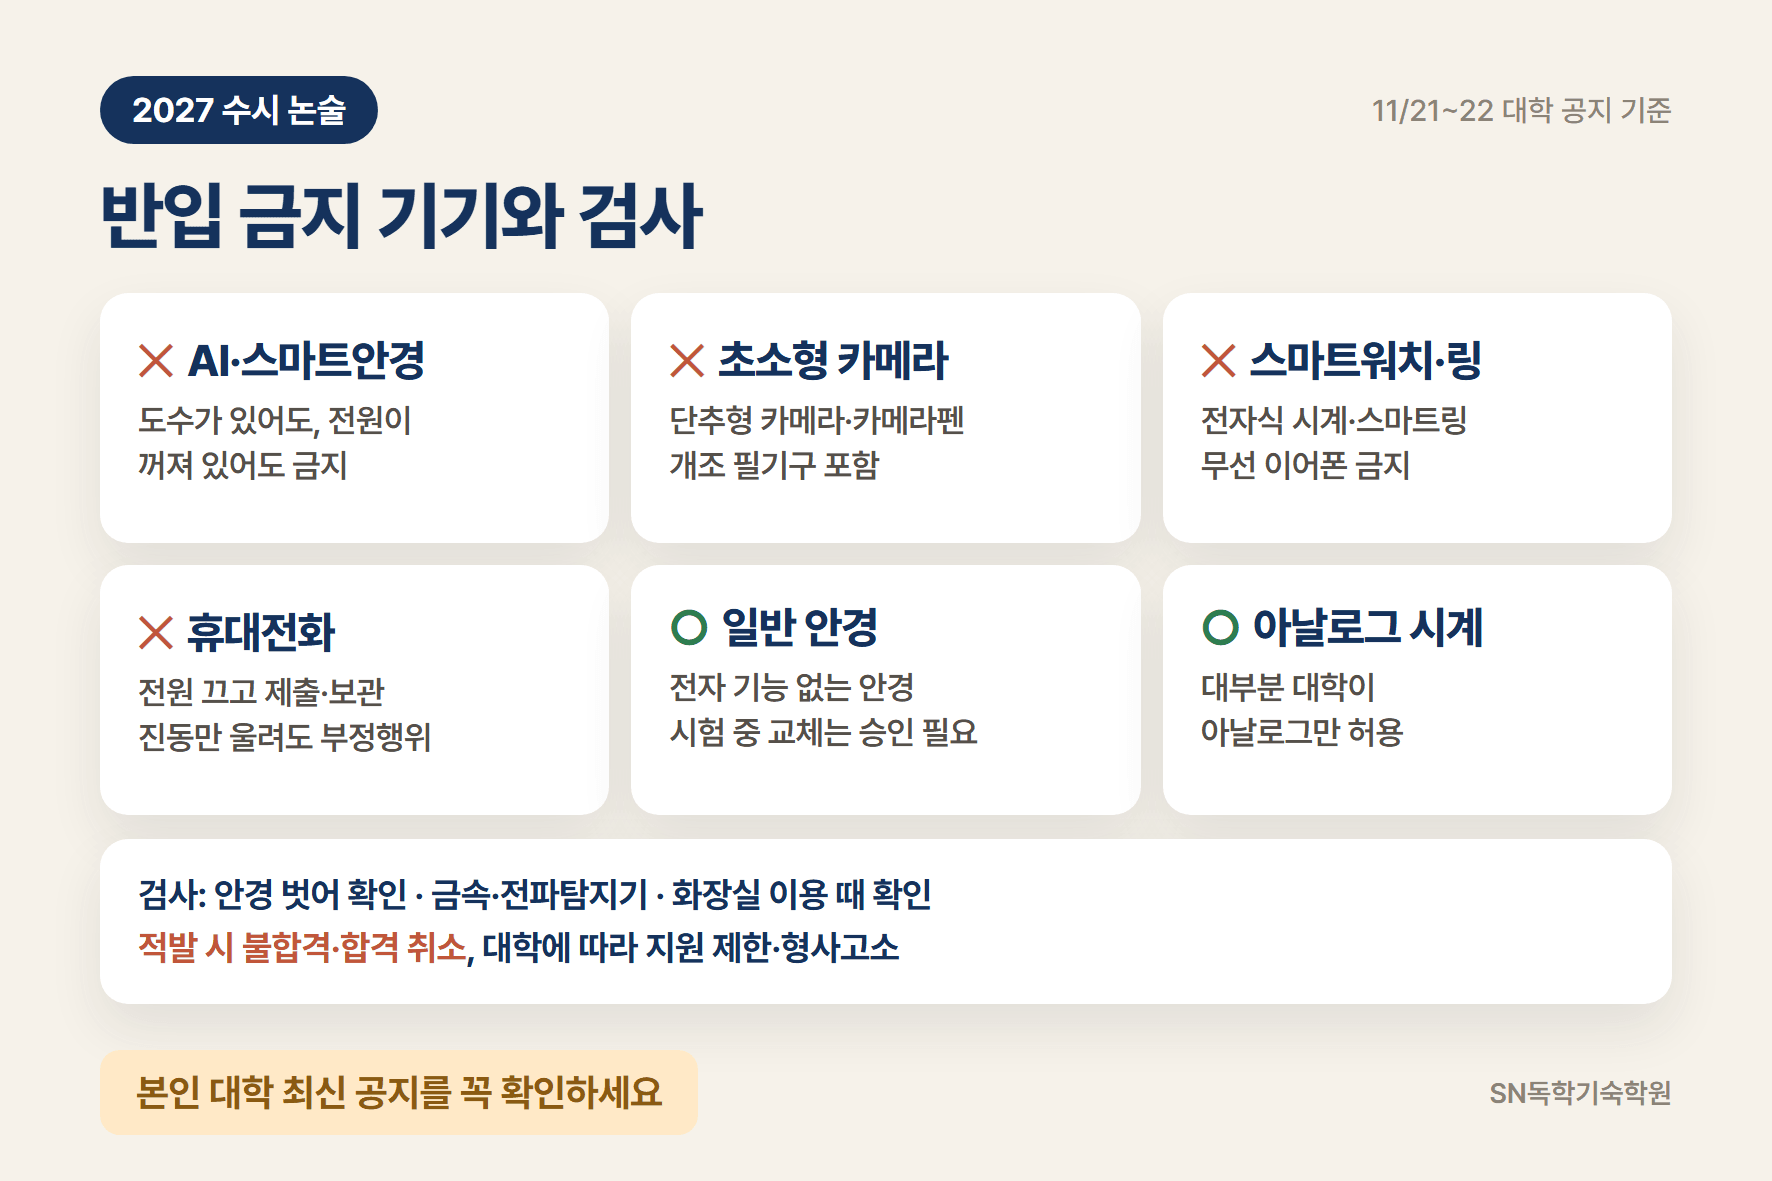 2027 수시 논술
11/21~22 대학 공지 기준
반입 금지 기기와 검사
✕ AI·스마트안경
도수가 있어도, 전원이
꺼져 있어도 금지
✕ 초소형 카메라
단추형 카메라·카메라펜
개조 필기구 포함
✕ 스마트워치·링
전자식 시계·스마트링
무선 이어폰 금지
✕ 휴대전화
전원 끄고 제출·보관
진동만 울려도 부정행위
○ 일반 안경
전자 기능 없는 안경
시험 중 교체는 승인 필요
○ 아날로그 시계
대부분 대학이
아날로그만 허용
검사: 안경 벗어 확인 · 금속·전파탐지기 · 화장실 이용 때 확인
적발 시 불합격·합격 취소, 대학에 따라 지원 제한·형사고소
본인 대학 최신 공지를 꼭 확인하세요
SN독학기숙학원